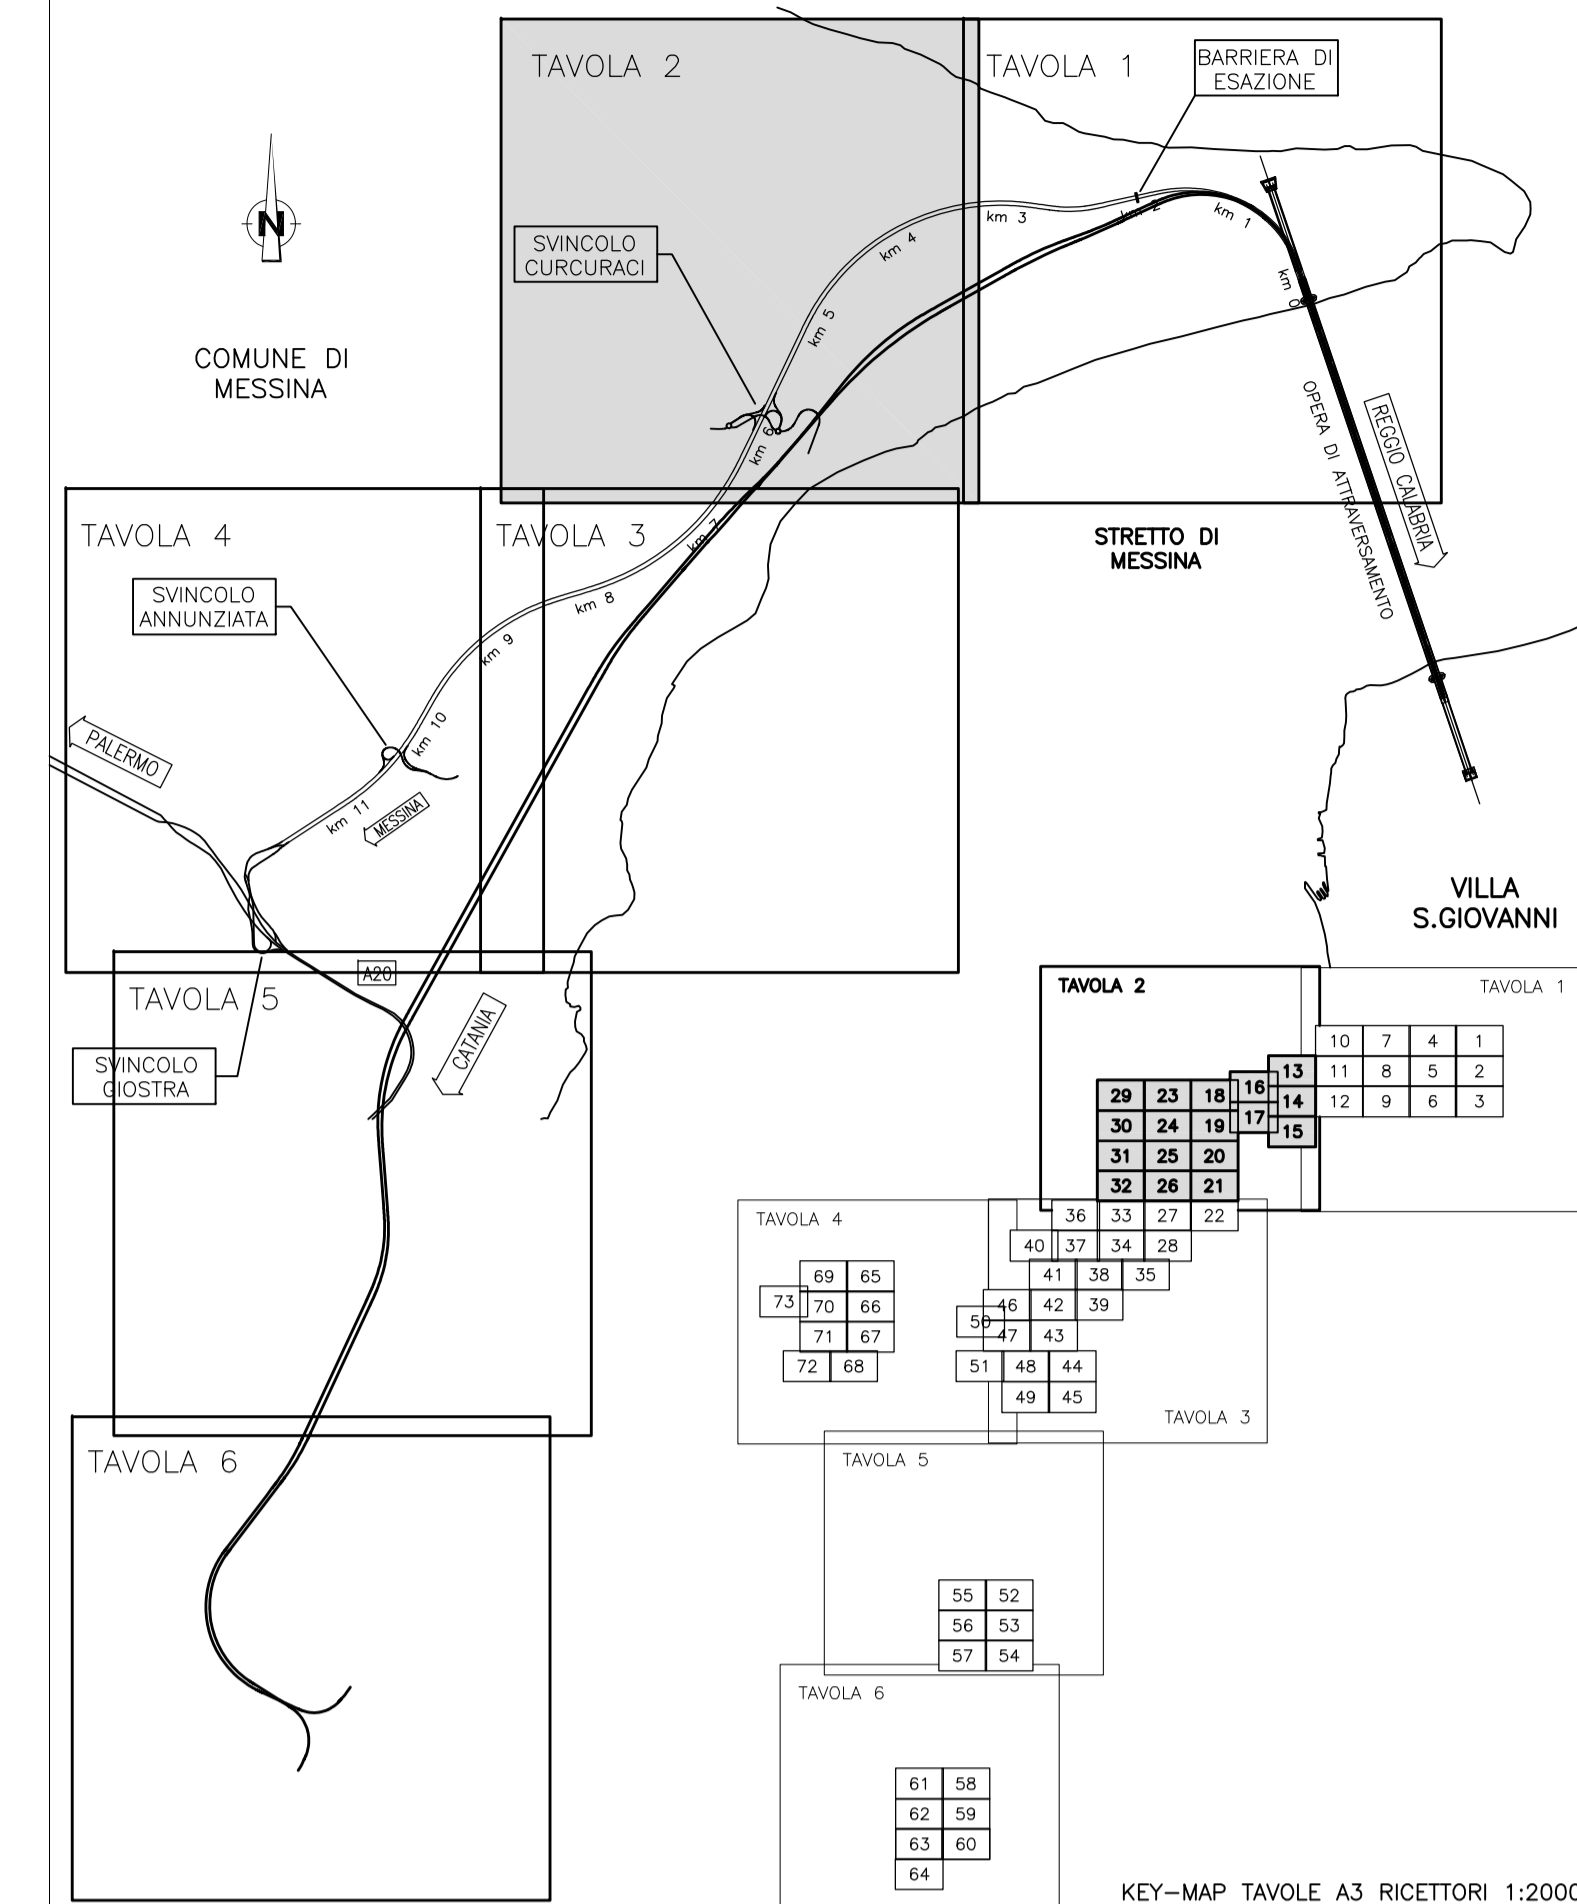 TAVOLA 2
TAVOLA 1
BARRIERA DI
ESAZIONE
N
SVINCOLO
CURCURACI
km 3
km 2
km 1
km 4
km 0
km 5
km 6
COMUNE DI
MESSINA
OPERA DI ATTRAVERSAMENTO
REGGIO CALABRIA
TAVOLA 4
TAVOLA 3
km 7
STRETTO DI
MESSINA
SVINCOLO
ANNUNZIATA
km 8
km 9
km 10
PALERMO
km 11
MESSINA
VILLA
S.GIOVANNI
A20
TAVOLA 5
CATANIA
SVINCOLO
GIOSTRA
TAVOLA 6
TAVOLA 2
TAVOLA 1
10 7 4 1
11 8 5 2
12 9 6 3
13
14
15
16
17
29 23 18
30 24 19
31 25 20
32 26 21
TAVOLA 4
36 33 27 22
40 37 34 28
41 38 35
46 42 39
50
47 43
51 48 44
49 45
TAVOLA 3
69 65
73
70 66
71 67
72 68
TAVOLA 5
55 52
56 53
57 54
TAVOLA 6
61 58
62 59
63 60
64
KEY-MAP TAVOLE A3 RICETTORI 1:2000